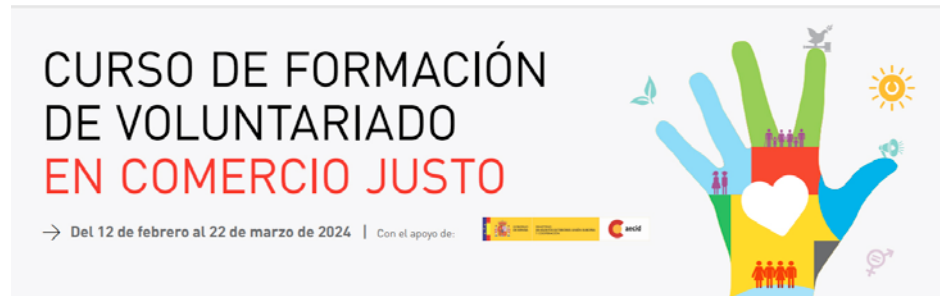 CURSO DE FORMACIÓN
DE VOLUNTARIADO
EN COMERCIO JUSTO
→ Del 12 de febrero al 22 de marzo de 2024 | Con el apoyo de:
aecid